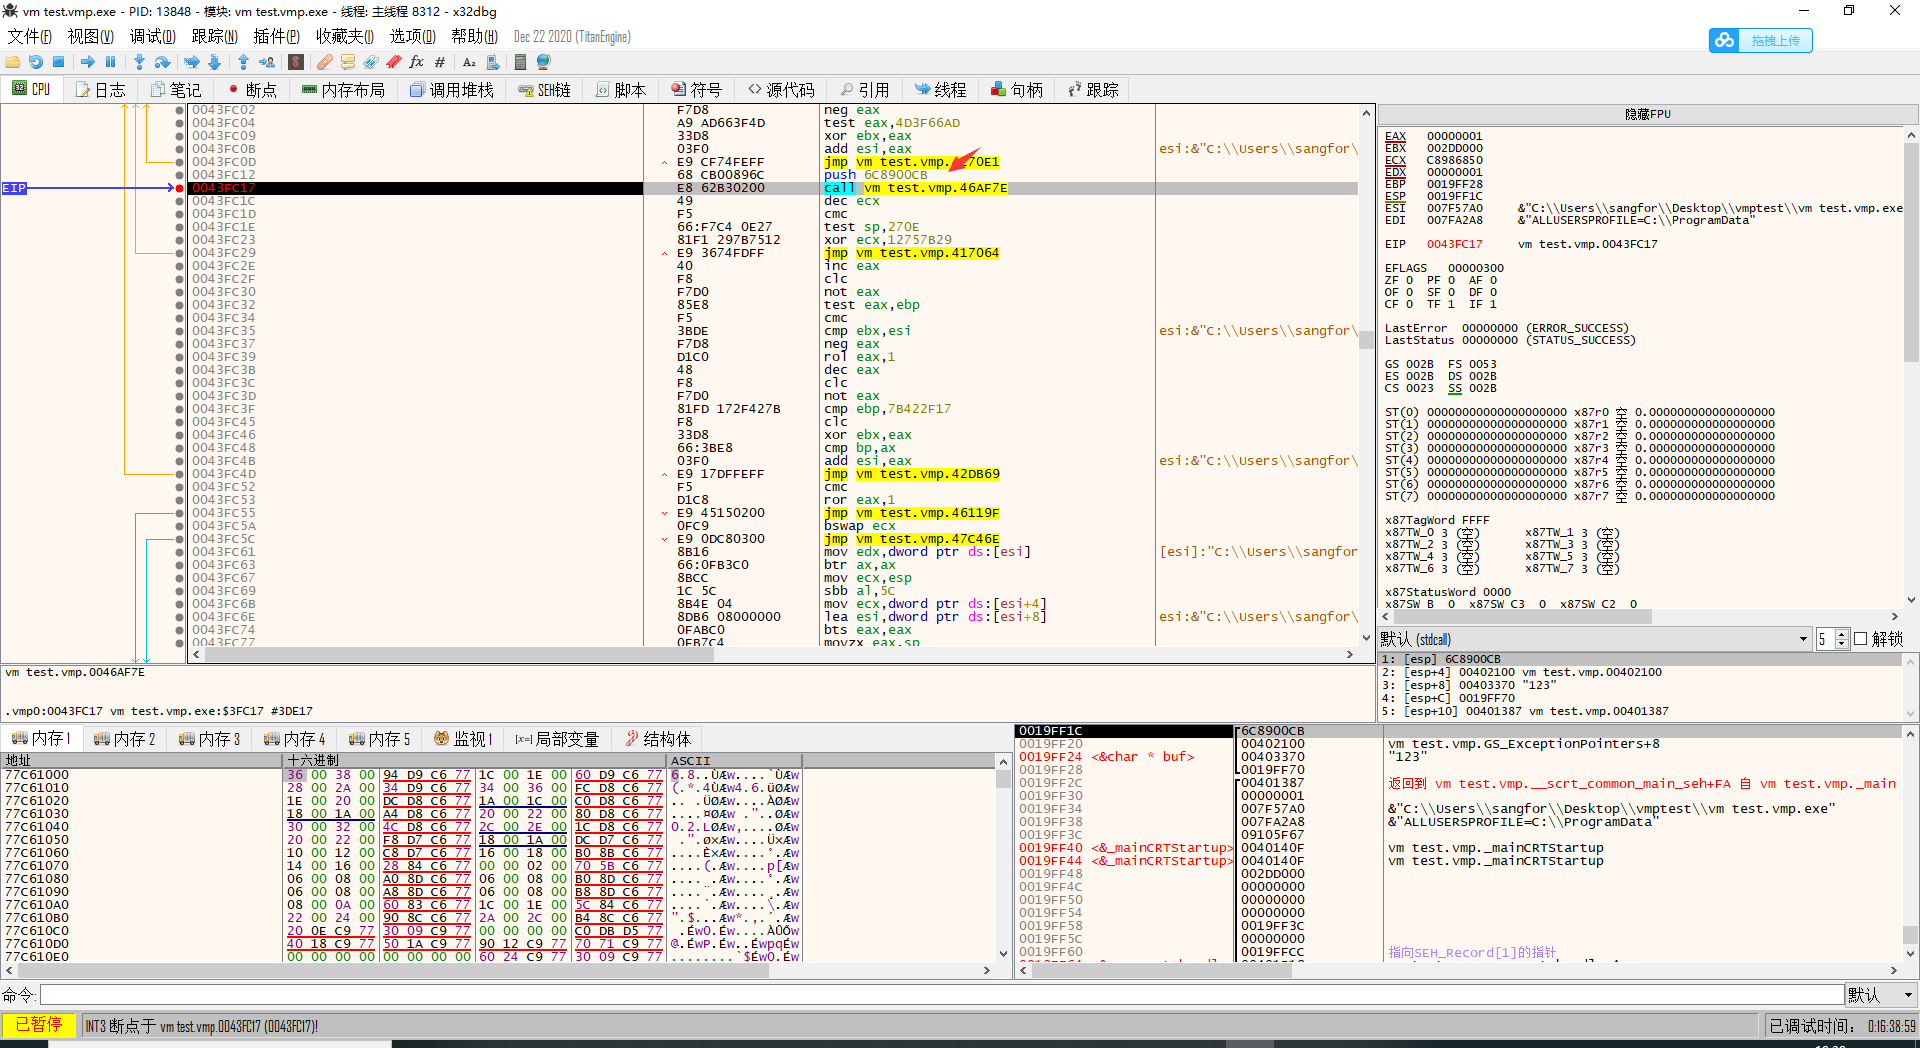 vm test.vmp.exe - PID: 13848 - 模块: vm test.vmp.exe - 线程: 主线程 8312 - x32dbg
文件(F) 视图(V) 调试(D) 跟踪(N) 插件(P) 收藏夹(I) 选项(O) 帮助(H) Dec 22 2020 (TitanEngine)
拖拽上传
CPU 日志 笔记 断点 内存布局 调用堆栈 SEH链 脚本 符号 源代码 引用 线程 句柄 跟踪
0043FC02 F7D8 neg eax
0043FC04 A9 AD663F4D test eax,4D3F66AD
0043FC09 33D8 xor ebx,eax
0043FC0B 03F0 add esi,eax esi:&"C:\\Users\\sangfor\
0043FC0D E9 CF74FEFF jmp vm test.vmp.4270E1
0043FC12 68 CB00896C push 6C8900CB
EIP 0043FC17 E8 62B30200 call vm test.vmp.46AF7E
0043FC1C 49 dec ecx
0043FC1D F5 cmc
0043FC1E 66:F7C4 0E27 test sp,270E
0043FC23 81F1 297B7512 xor ecx,12757B29
0043FC29 E9 3674FDFF jmp vm test.vmp.417064
0043FC2E 40 inc eax
0043FC2F F8 clc
0043FC30 F7D0 not eax
0043FC32 85E8 test eax,ebp
0043FC34 F5 cmc
0043FC35 3BDE cmp ebx,esi esi:&"C:\\Users\\sangfor\
0043FC37 F7D8 neg eax
0043FC39 D1C0 rol eax,1
0043FC3B 48 dec eax
0043FC3C F8 clc
0043FC3D F7D0 not eax
0043FC3F 81FD 172F427B cmp ebp,7B422F17
0043FC45 F8 clc
0043FC46 33D8 xor ebx,eax
0043FC48 66:3BE8 cmp bp,ax
0043FC4B 03F0 add esi,eax esi:&"C:\\Users\\sangfor\
0043FC4D E9 17DFFEFF jmp vm test.vmp.42DB69
0043FC52 F5 cmc
0043FC53 D1C8 ror eax,1
0043FC55 E9 45150200 jmp vm test.vmp.46119F
0043FC5A 0FC9 bswap ecx
0043FC5C E9 0DC80300 jmp vm test.vmp.47C46E
0043FC61 8B16 mov edx,dword ptr ds:[esi] [esi]:"C:\\Users\\sangfor
0043FC63 66:0FB3C0 btr ax,ax
0043FC67 8BCC mov ecx,esp
0043FC69 1C 5C sbb al,5C
0043FC6B 8B4E 04 mov ecx,dword ptr ds:[esi+4]
0043FC6E 8DB6 08000000 lea esi,dword ptr ds:[esi+8] esi:&"C:\\Users\\sangfor\
0043FC74 0FABC0 bts eax,eax
0043FC77 0FB7C4 movzx eax,sp
隐藏FPU
EAX 00000001
EBX 002DD000
ECX C8986850
EDX 00000001
EBP 0019FF28
ESP 0019FF1C
ESI 007F57A0 &"C:\\Users\\sangfor\\Desktop\\vmptest\\vm test.vmp.exe
EDI 007FA2A8 &"ALLUSERSPROFILE=C:\\ProgramData"
EIP 0043FC17 vm test.vmp.0043FC17
EFLAGS 00000300
ZF 0 PF 0 AF 0
OF 0 SF 0 DF 0
CF 0 TF 1 IF 1
LastError 00000000 (ERROR_SUCCESS)
LastStatus 00000000 (STATUS_SUCCESS)
GS 002B FS 0053
ES 002B DS 002B
CS 0023 SS 002B
ST(0) 00000000000000000000 x87r0 空 0.000000000000000000
ST(1) 00000000000000000000 x87r1 空 0.000000000000000000
ST(2) 00000000000000000000 x87r2 空 0.000000000000000000
ST(3) 00000000000000000000 x87r3 空 0.000000000000000000
ST(4) 00000000000000000000 x87r4 空 0.000000000000000000
ST(5) 00000000000000000000 x87r5 空 0.000000000000000000
ST(6) 00000000000000000000 x87r6 空 0.000000000000000000
ST(7) 00000000000000000000 x87r7 空 0.000000000000000000
x87TagWord FFFF
x87TW_0 3 (空) x87TW_1 3 (空)
x87TW_2 3 (空) x87TW_3 3 (空)
x87TW_4 3 (空) x87TW_5 3 (空)
x87TW_6 3 (空) x87TW_7 3 (空)
x87StatusWord 0000
x87SW_B 0 x87SW_C3 0 x87SW_C2 0
默认 (stdcall) 5 解锁
1: [esp] 6C8900CB
2: [esp+4] 00402100 vm test.vmp.00402100
3: [esp+8] 00403370 "123"
4: [esp+C] 0019FF70
5: [esp+10] 00401387 vm test.vmp.00401387
vm test.vmp.0046AF7E
.vmp0:0043FC17 vm test.vmp.exe:$3FC17 #3DE17
内存1 内存 2 内存 3 内存 4 内存 5 监视1 [x=]局部变量 结构体
地址 十六进制 ASCII
77C61000 36 00 38 00 94 D9 C6 77 1C 00 1E 00 60 D9 C6 77 6.8..ÙÆw....`ÙÆw
77C61010 28 00 2A 00 34 D9 C6 77 34 00 36 00 FC D8 C6 77 (.*.4ÙÆw4.6.üØÆw
77C61020 1E 00 20 00 DC D8 C6 77 1A 00 1C 00 C0 D8 C6 77 .. .ÜØÆw....ÀØÆw
77C61030 18 00 1A 00 A4 D8 C6 77 20 00 22 00 80 D8 C6 77 ....¤ØÆw ."..ØÆw
77C61040 30 00 32 00 4C D8 C6 77 2C 00 2E 00 1C D8 C6 77 0.2.LØÆw,....ØÆw
77C61050 20 00 22 00 F8 D7 C6 77 18 00 1A 00 DC D7 C6 77 .".ø×Æw....Ü×Æw
77C61060 10 00 12 00 C8 D7 C6 77 16 00 18 00 B0 8B C6 77 ....È×Æw....°.Æw
77C61070 14 00 16 00 28 84 C6 77 00 00 02 00 70 5B C6 77 ....(.Æw....p[Æw
77C61080 06 00 08 00 A0 8D C6 77 06 00 08 00 B0 8D C6 77 .... .Æw....°.Æw
77C61090 06 00 08 00 A8 8D C6 77 06 00 08 00 B8 8D C6 77 ....¨.Æw....¸.Æw
77C610A0 08 00 0A 00 60 83 C6 77 1C 00 1E 00 5C 84 C6 77 ....`.Æw....\.Æw
77C610B0 22 00 24 00 90 8C C6 77 2A 00 2C 00 B4 8C C6 77 ".$...Æw*.,.´.Æw
77C610C0 20 0E C9 77 30 09 C9 77 00 00 00 00 C0 DB D5 77 .Éw0.Éw....ÀÛÕw
77C610D0 40 18 C9 77 50 1A C9 77 90 12 C9 77 70 71 C9 77 @.ÉwP.Éw..ÉwpqÉw
77C610E0 00 00 00 00 00 00 00 00 60 24 C9 77 30 09 C9 77 ........`$Éw0.Éw
0019FF1C 6C8900CB
0019FF20 00402100 vm test.vmp.GS_ExceptionPointers+8
0019FF24 <&char * buf> 00403370 "123"
0019FF28 0019FF70
0019FF2C 00401387 返回到 vm test.vmp.__scrt_common_main_seh+FA 自 vm test.vmp._main
0019FF30 00000001
0019FF34 007F57A0 &"C:\\Users\\sangfor\\Desktop\\vmptest\\vm test.vmp.exe"
0019FF38 007FA2A8 &"ALLUSERSPROFILE=C:\\ProgramData"
0019FF3C 09105F67
0019FF40 <&_mainCRTStartup> 0040140F vm test.vmp._mainCRTStartup
0019FF44 <&_mainCRTStartup> 0040140F vm test.vmp._mainCRTStartup
0019FF48 002DD000
0019FF4C 00000000
0019FF50 00000000
0019FF54 00000000
0019FF58 0019FF3C
0019FF5C 00000000
0019FF60 0019FFCC 指向SEH_Record[1]的指针
命令: 默认
已暂停 INT3 断点于 vm test.vmp.0043FC17 (0043FC17)! 已调试时间: 0:16:38:59